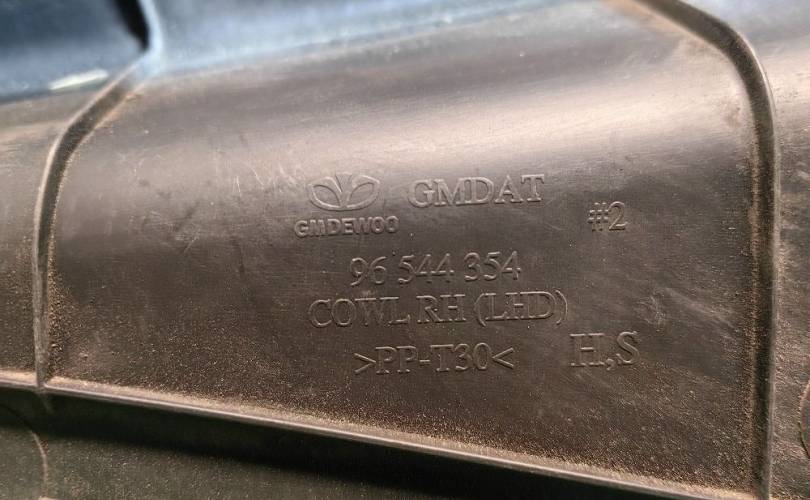 GMDAT
GMDEWOO
#2
96 544 354
COWL RH (LHD)
>PP-T30<
H,S